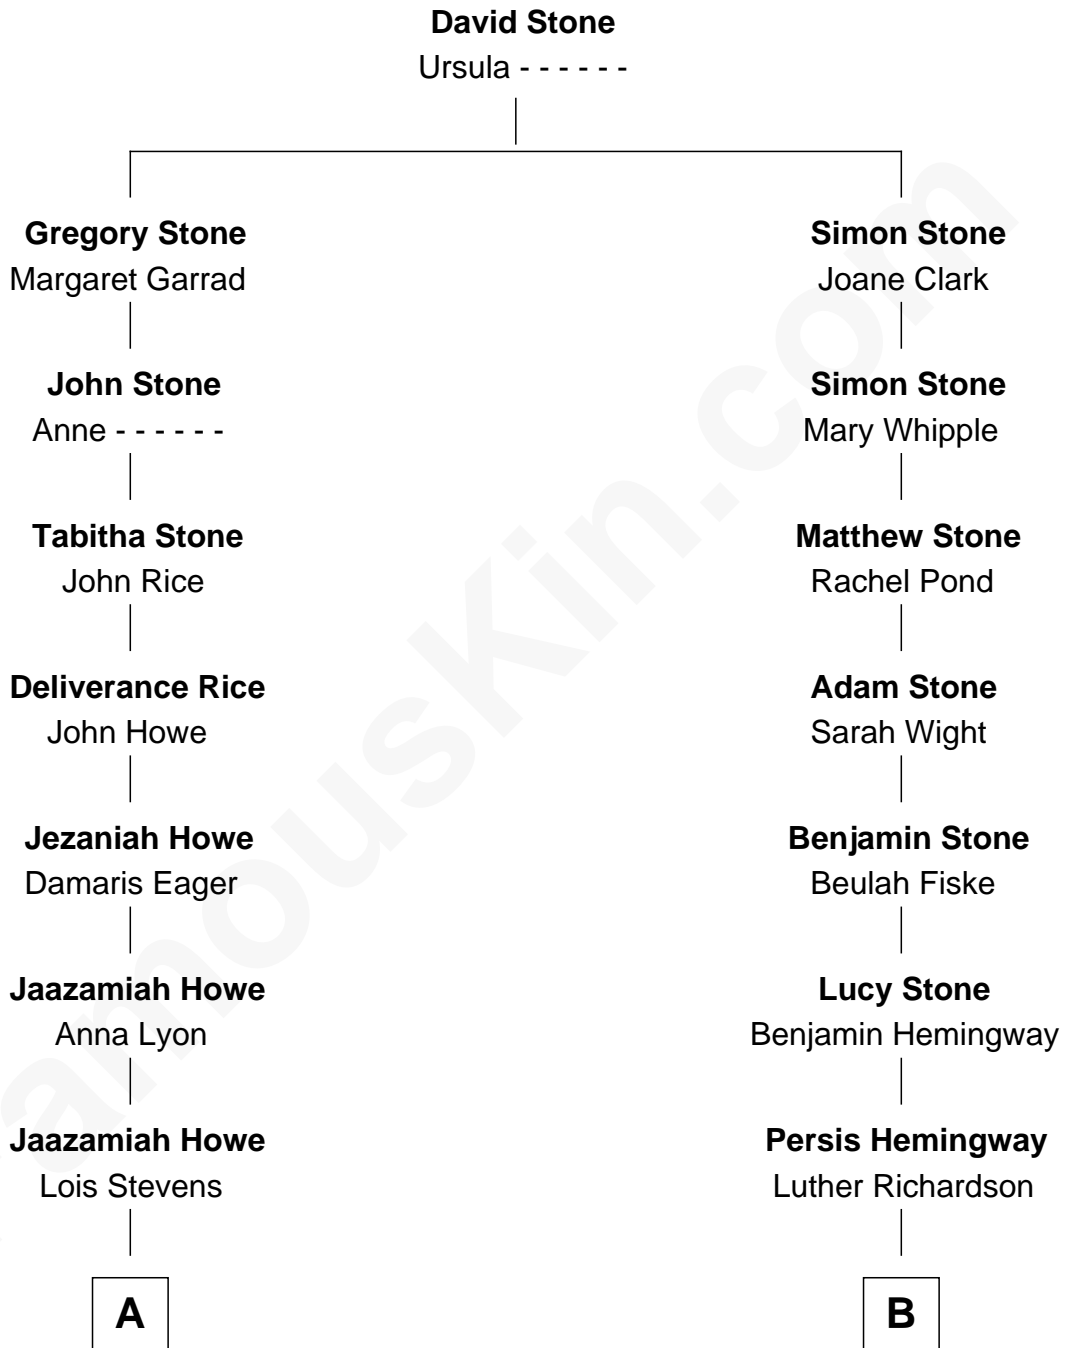 David Stone
Ursula - - - - - -
Gregory Stone
Margaret Garrad
Simon Stone
Joane Clark
John Stone
Anne - - - - - -
Simon Stone
Mary Whipple
Tabitha Stone
John Rice
Matthew Stone
Rachel Pond
Deliverance Rice
John Howe
Adam Stone
Sarah Wight
Jezaniah Howe
Damaris Eager
Benjamin Stone
Beulah Fiske
Jaazamiah Howe
Anna Lyon
Lucy Stone
Benjamin Hemingway
Jaazamiah Howe
Lois Stevens
Persis Hemingway
Luther Richardson
A
B
amouskin.com